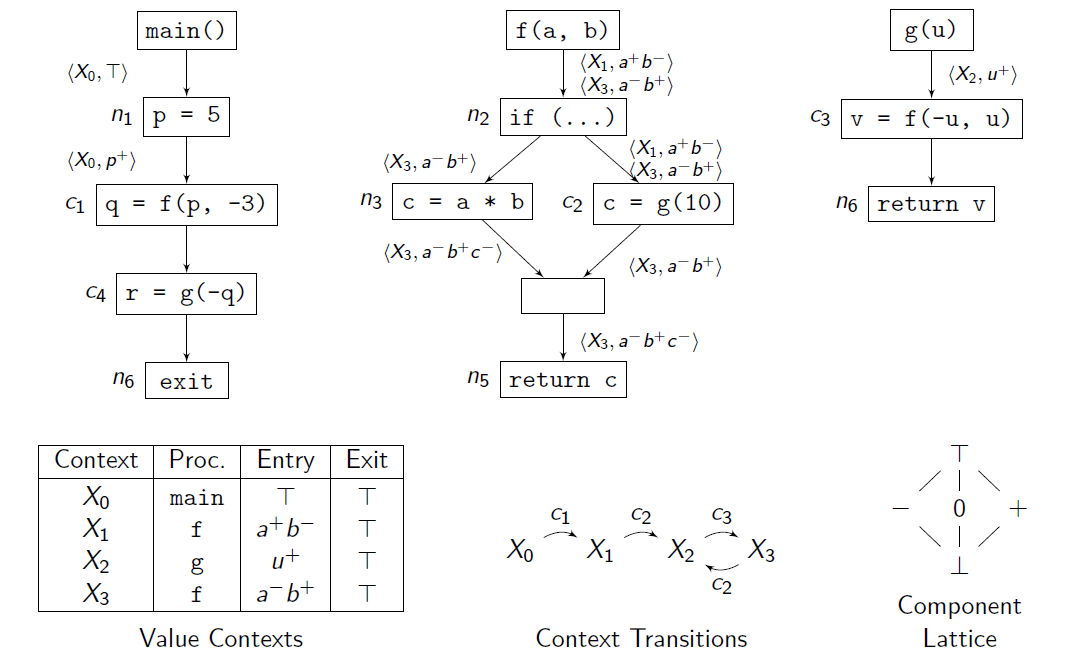 main()
⟨X₀, ⊤⟩
n₁ p = 5
⟨X₀, p⁺⟩
c₁ q = f(p, -3)
c₄ r = g(-q)
n₆ exit
f(a, b)
⟨X₁, a⁺b⁻⟩
⟨X₃, a⁻b⁺⟩
n₂ if (...)
⟨X₃, a⁻b⁺⟩
⟨X₁, a⁺b⁻⟩
⟨X₃, a⁻b⁺⟩
n₃ c = a * b
c₂ c = g(10)
⟨X₃, a⁻b⁺c⁻⟩
⟨X₃, a⁻b⁺⟩
⟨X₃, a⁻b⁺c⁻⟩
n₅ return c
g(u)
⟨X₂, u⁺⟩
c₃ v = f(-u, u)
n₆ return v
Context Proc. Entry Exit
X₀ main ⊤ ⊤
X₁ f a⁺b⁻ ⊤
X₂ g u⁺ ⊤
X₃ f a⁻b⁺ ⊤
Value Contexts
c₁ c₂ c₃
X₀ X₁ X₂ X₃
c₂
Context Transitions
⊤
− 0 +
⊥
Component
Lattice